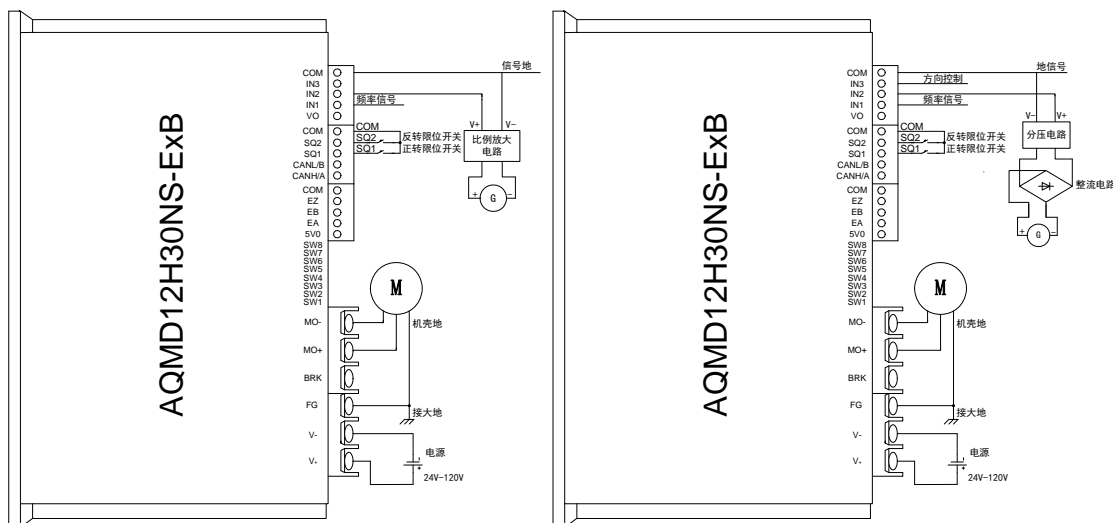 AQMD12H30NS-ExB
COM
IN3
IN2
IN1
VO
COM
SQ2
SQ1
CANL/B
CANH/A
COM
EZ
EB
EA
5V0
SW8
SW7
SW6
SW5
SW4
SW3
SW2
SW1
MO-
MO+
BRK
FG
V-
V+
信号地
频率信号
V+ V-
比例放大
电路
COM
SQ2 反转限位开关
SQ1 正转限位开关
+ G -
M
机壳地
接大地
电源
24V-120V
AQMD12H30NS-ExB
COM
IN3
IN2
IN1
VO
COM
SQ2
SQ1
CANL/B
CANH/A
COM
EZ
EB
EA
5V0
SW8
SW7
SW6
SW5
SW4
SW3
SW2
SW1
MO-
MO+
BRK
FG
V-
V+
地信号
方向控制
频率信号
V- V+
分压电路
COM
SQ2 反转限位开关
SQ1 正转限位开关
整流电路
+ G -
M
机壳地
接大地
电源
24V-120V